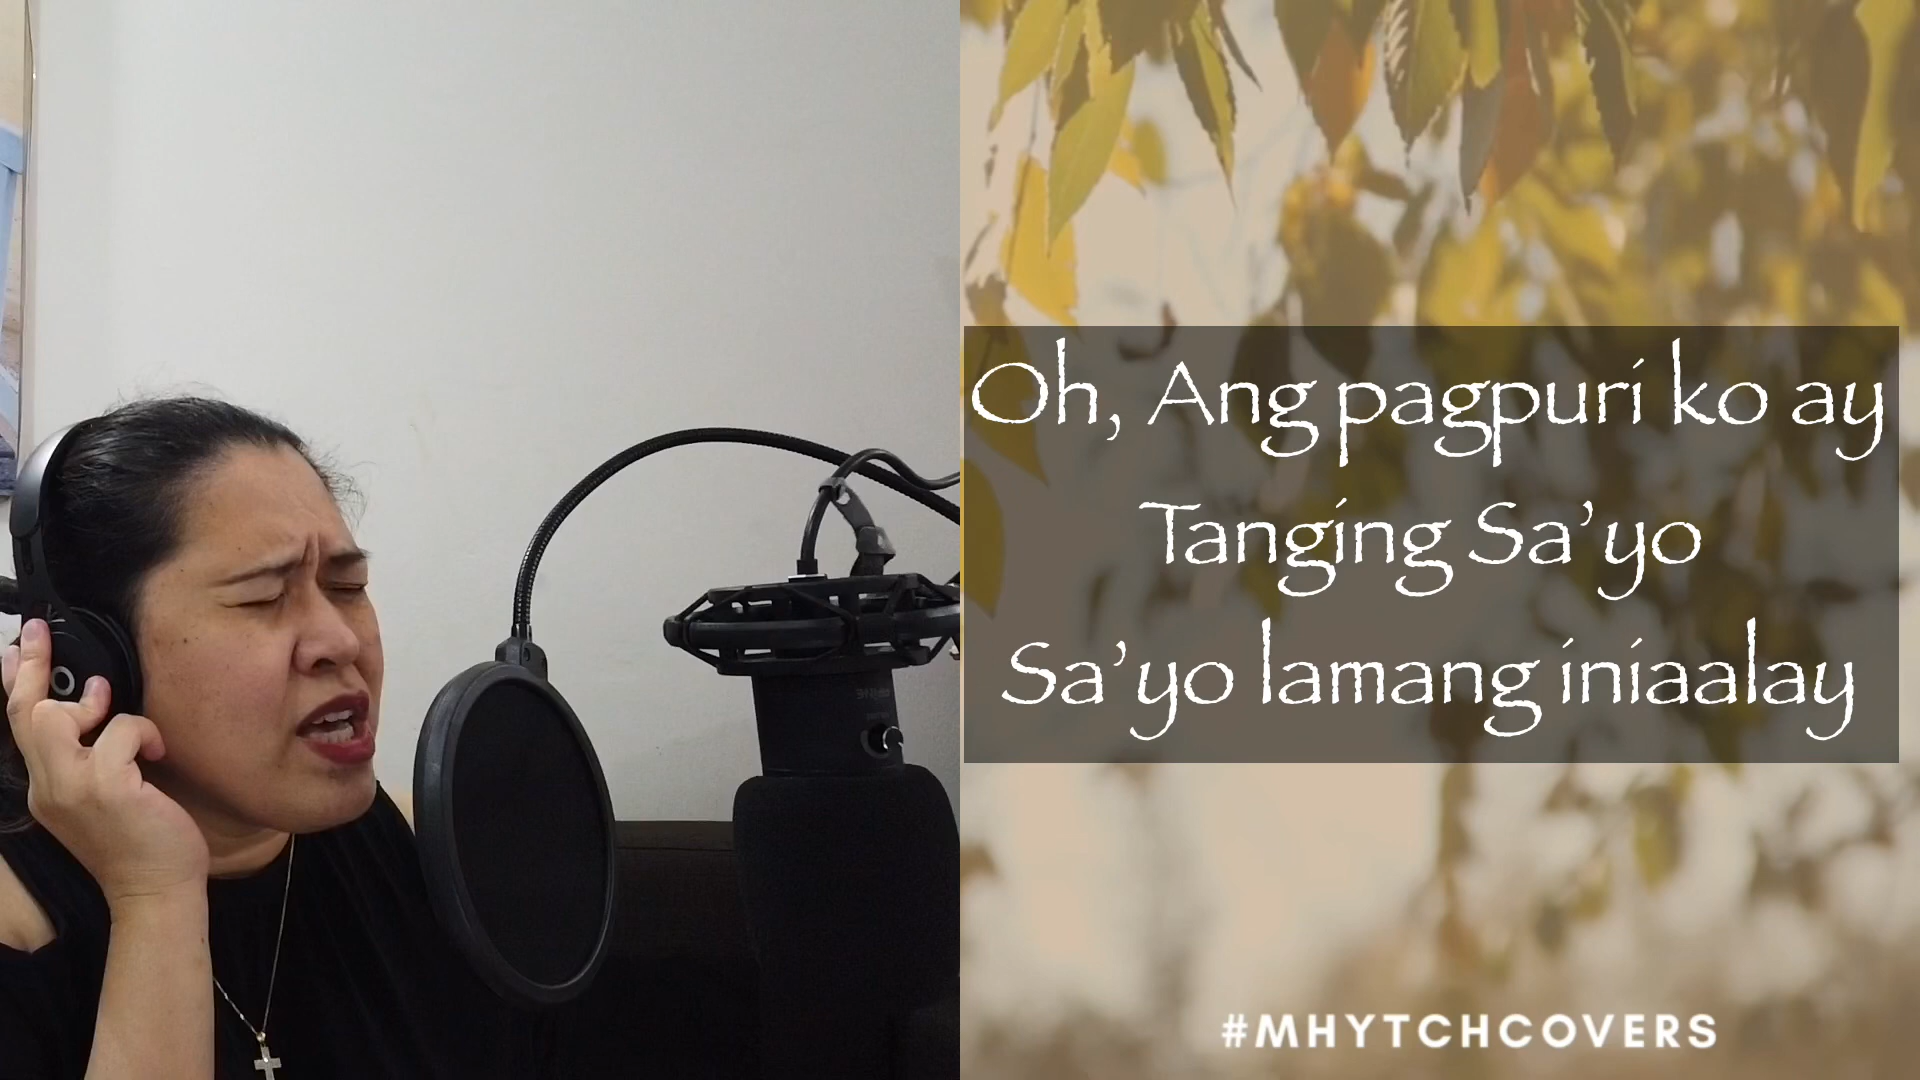 Oh, Ang pagpuri ko ay
Tanging Sa'yo
Sa'yo lamang iniaalay
#MHYTCHCOVERS